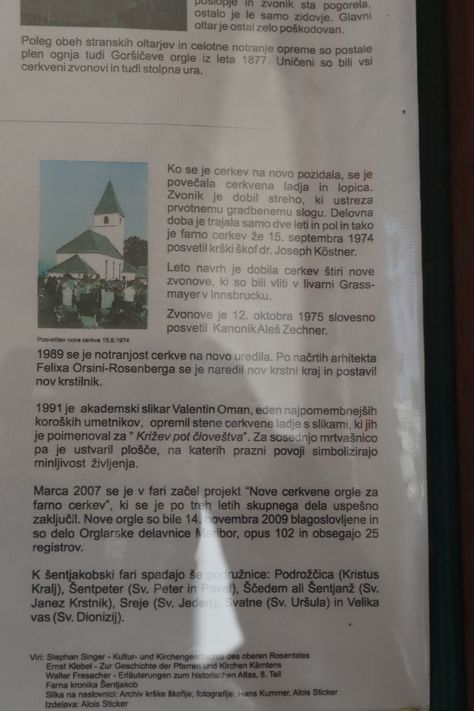 poslopje in zvonik sta pogorela,
ostalo je le samo zidovje. Glavni
oltar je ostal zelo poškodovan.
Poleg obeh stranskih oltarjev in celotne notranje opreme so postale
plen ognja tudi Goršičeve orgle iz leta 1877. Uničeni so bili vsi
cerkveni zvonovi in tudi stolpna ura.
Ko se je cerkev na novo pozidala, se je
povečala cerkvena ladja in lopica.
Zvonik je dobil streho, ki ustreza
prvotnemu gradbenemu slogu. Delovna
doba je trajala samo dve leti in pol in tako
je farno cerkev že 15. septembra 1974
posvetil krški škof dr. Joseph Köstner.
Leto navrh je dobila cerkev štiri nove
zvonove, ki so bili vliti v livarni Grass-
mayer v Innsbrucku.
Zvonove je 12. oktobra 1975 slovesno
posvetil Kanonik Aleš Zechner.
Posvetitev nove cerkve 15.9.1974
1989 se je notranjost cerkve na novo uredila. Po načrtih arhitekta
Felixa Orsini-Rosenberga se je naredil nov krstni kraj in postavil
nov krstilnik.
1991 je akademski slikar Valentin Oman, eden najpomembnejših
koroških umetnikov, opremil stene cerkvene ladje s slikami, ki jih
je poimenoval za " Križev pot človeštva". Za sosednjo mrtvašnico
pa je ustvaril plošče, na katerih prazni povoji simbolizirajo
minljivost življenja.
Marca 2007 se je v fari začel projekt "Nove cerkvene orgle za
farno cerkev", ki se je po treh letih skupnega dela uspešno
zaključil. Nove orgle so bile 14. novembra 2009 blagoslovljene in
so delo Orglarske delavnice Maribor, opus 102 in obsegajo 25
registrov.
K šentjakobski fari spadajo še podružnice: Podrožčica (Kristus
Kralj), Šentpeter (Sv. Peter in Pavel), Ščedem ali Šentjanž (Sv.
Janez Krstnik), Sreje (Sv. Jedert), Svatne (Sv. Uršula) in Velika
vas (Sv. Dionizij).
Viri: Stephan Singer - Kultur- und Kirchengeschichte des oberen Rosentales
Ernst Klebel - Zur Geschichte der Pfarren und Kirchen Kärntens
Walter Fresacher - Erläuterungen zum historischen Atlas, 8. Teil
Farna kronika Šentjakob
Slika na naslovnici: Archiv krške škofije; fotografije: Hans Kummer, Alois Sticker
Izdelava: Alois Sticker